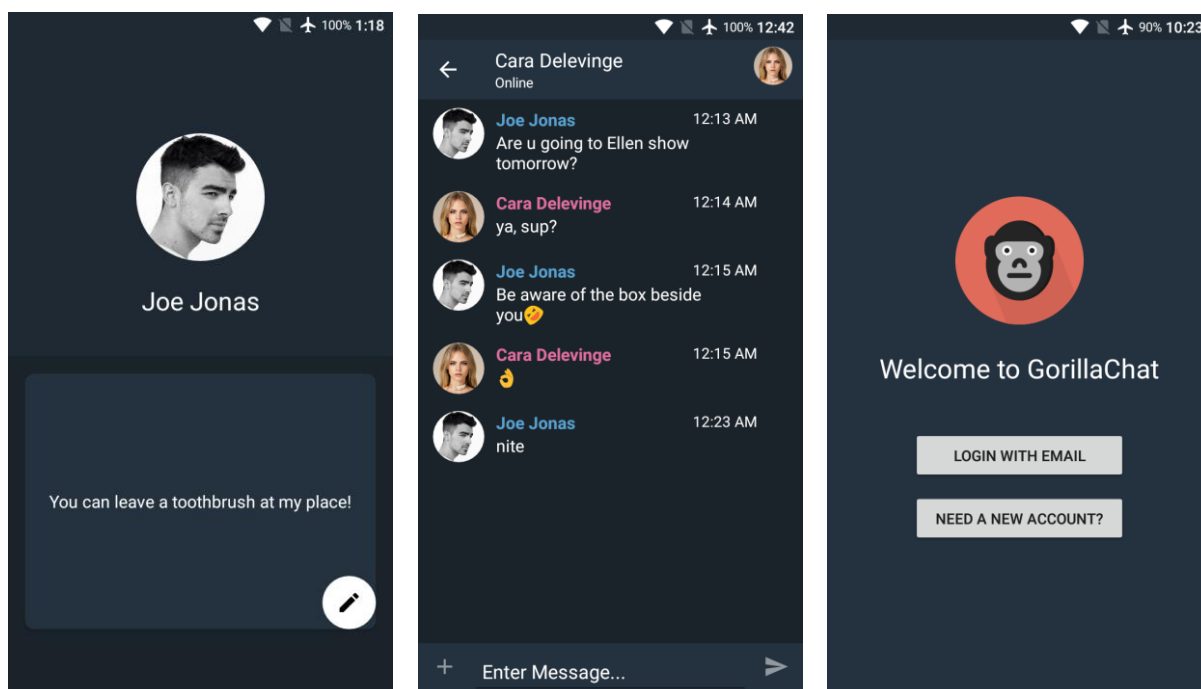 100% 1:18
Joe Jonas
You can leave a toothbrush at my place!
100% 12:42
Cara Delevinge
Online
Joe Jonas 12:13 AM
Are u going to Ellen show
tomorrow?
Cara Delevinge 12:14 AM
ya, sup?
Joe Jonas 12:15 AM
Be aware of the box beside
you🤣
Cara Delevinge 12:15 AM
👌
Joe Jonas 12:23 AM
nite
Enter Message...
90% 10:23
Welcome to GorillaChat
LOGIN WITH EMAIL
NEED A NEW ACCOUNT?